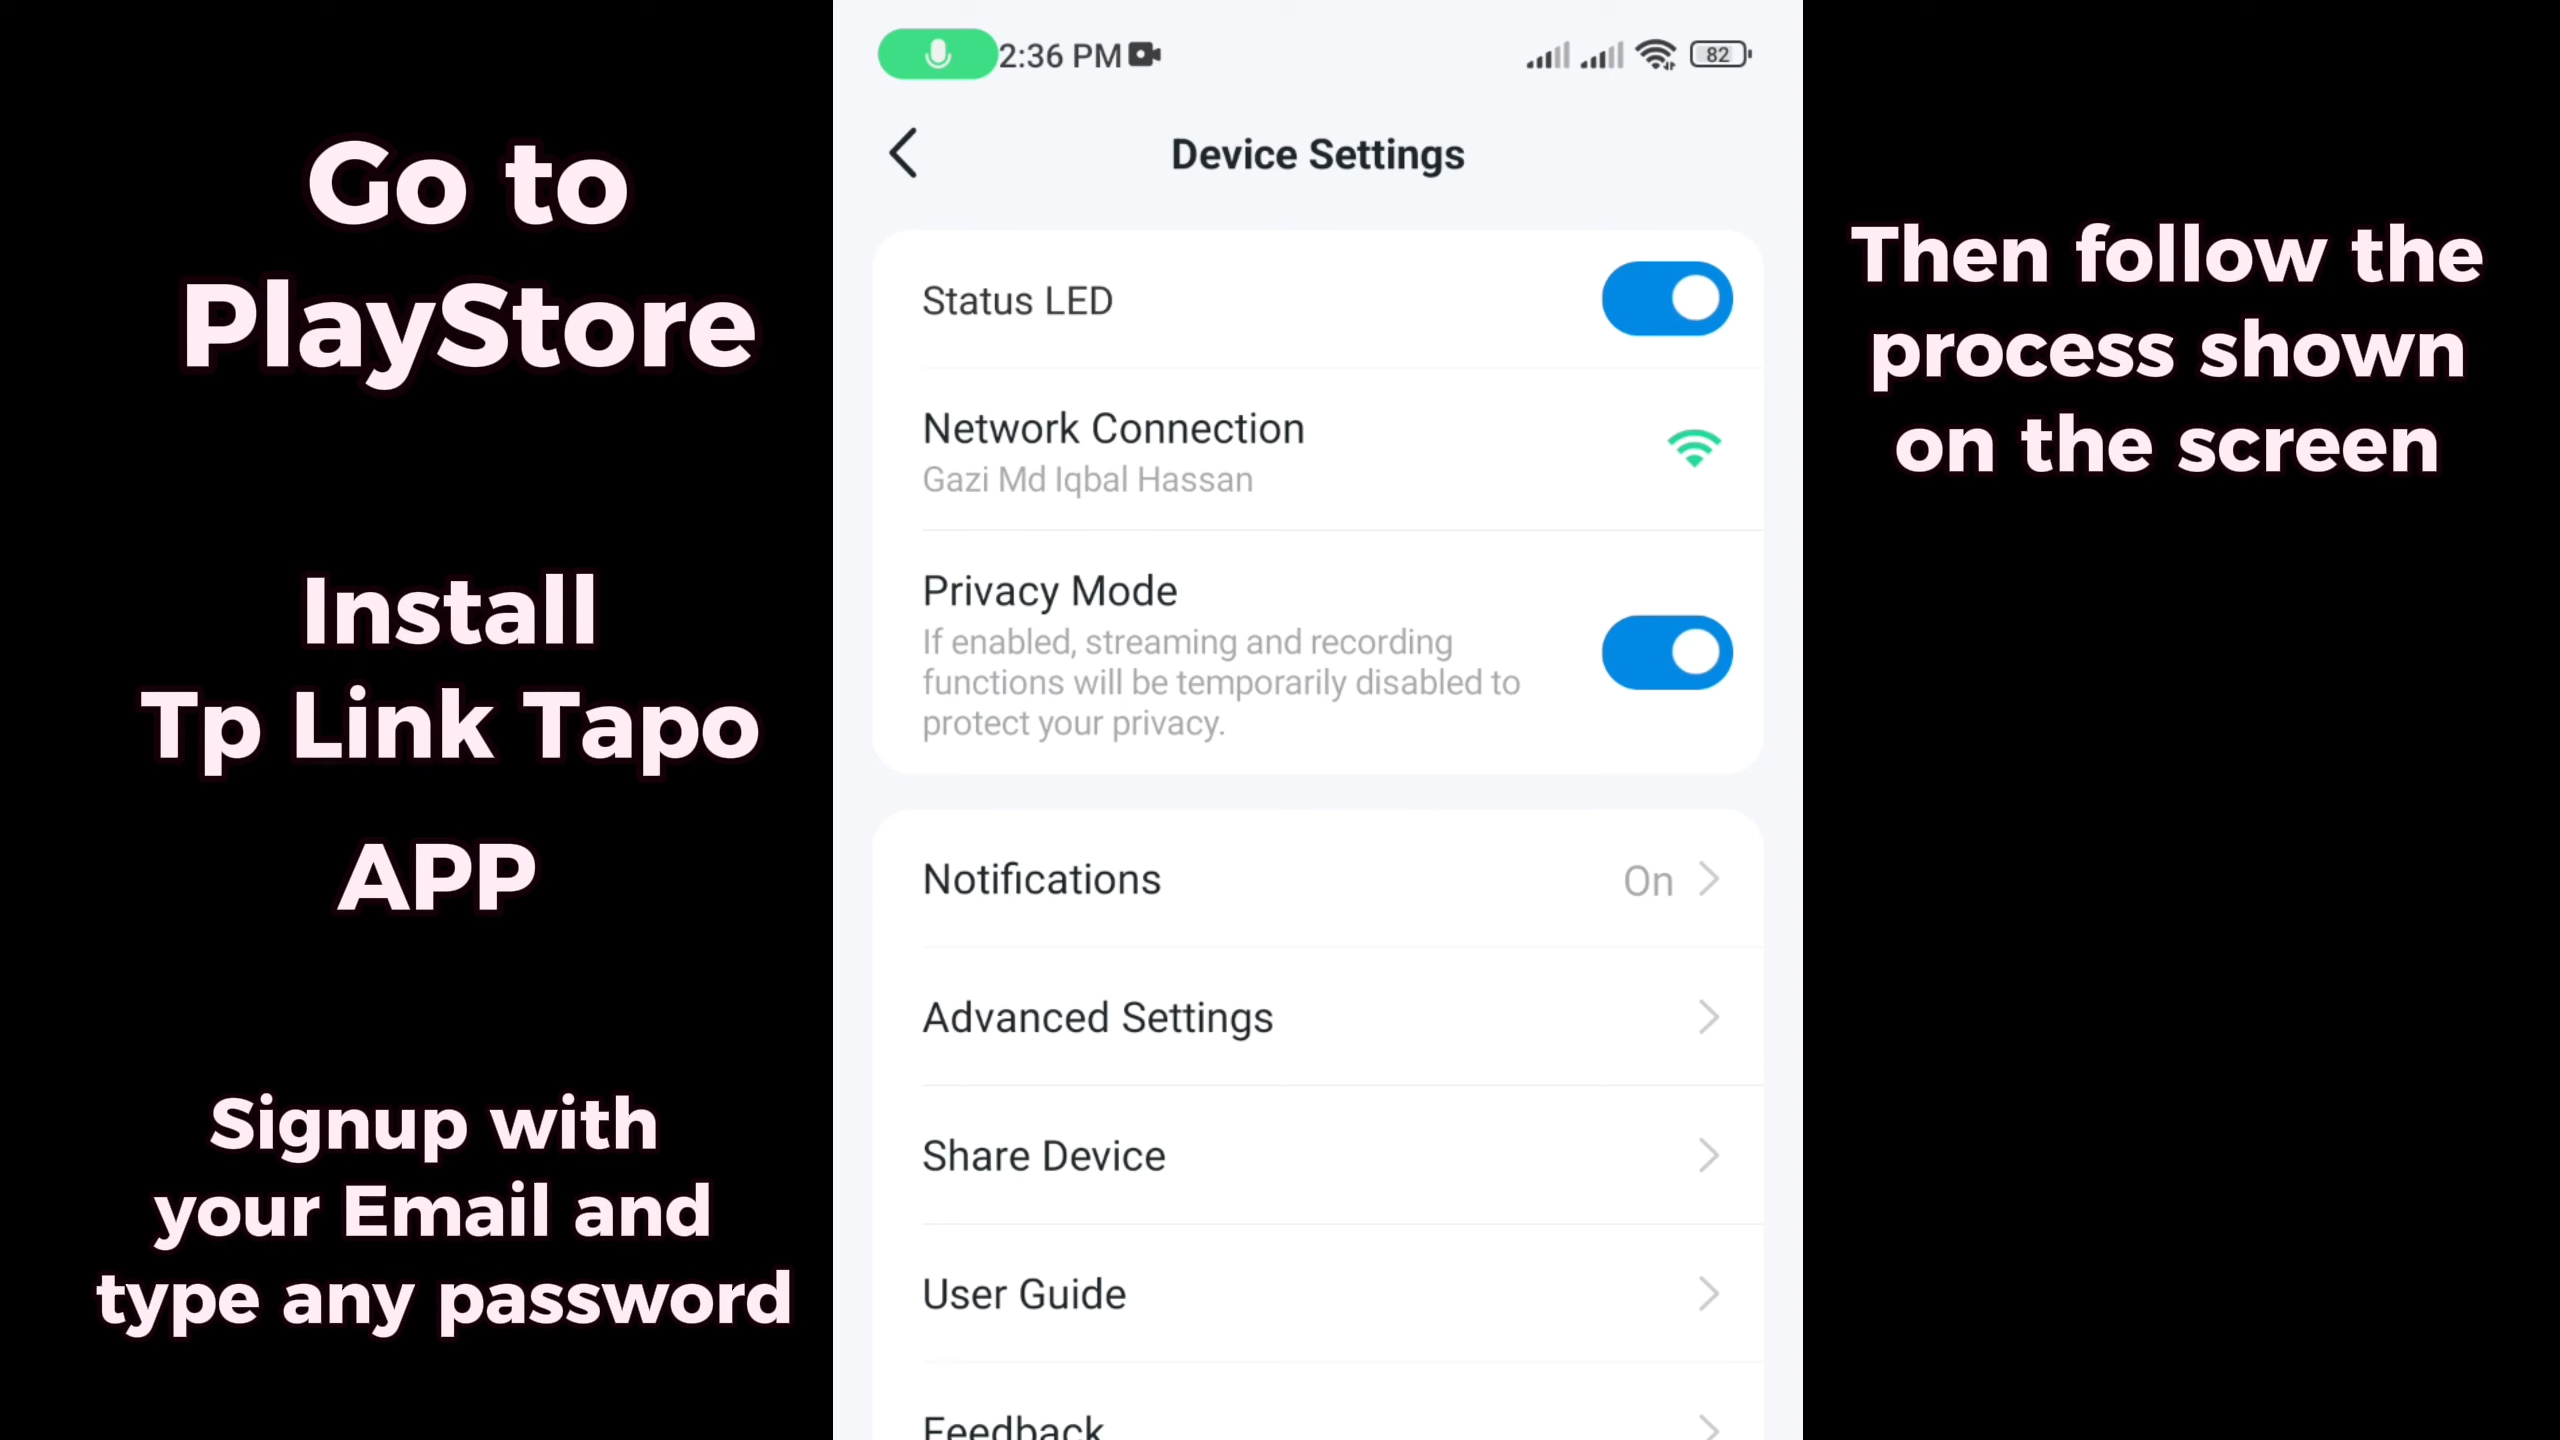 Go to
PlayStore
Install
Tp Link Tapo
APP
Signup with
your Email and
type any password
2:36 PM
82
Device Settings
Status LED
Network Connection
Gazi Md Iqbal Hassan
Privacy Mode
If enabled, streaming and recording
functions will be temporarily disabled to
protect your privacy.
Notifications
On
Advanced Settings
Share Device
User Guide
Feedback
Then follow the
process shown
on the screen